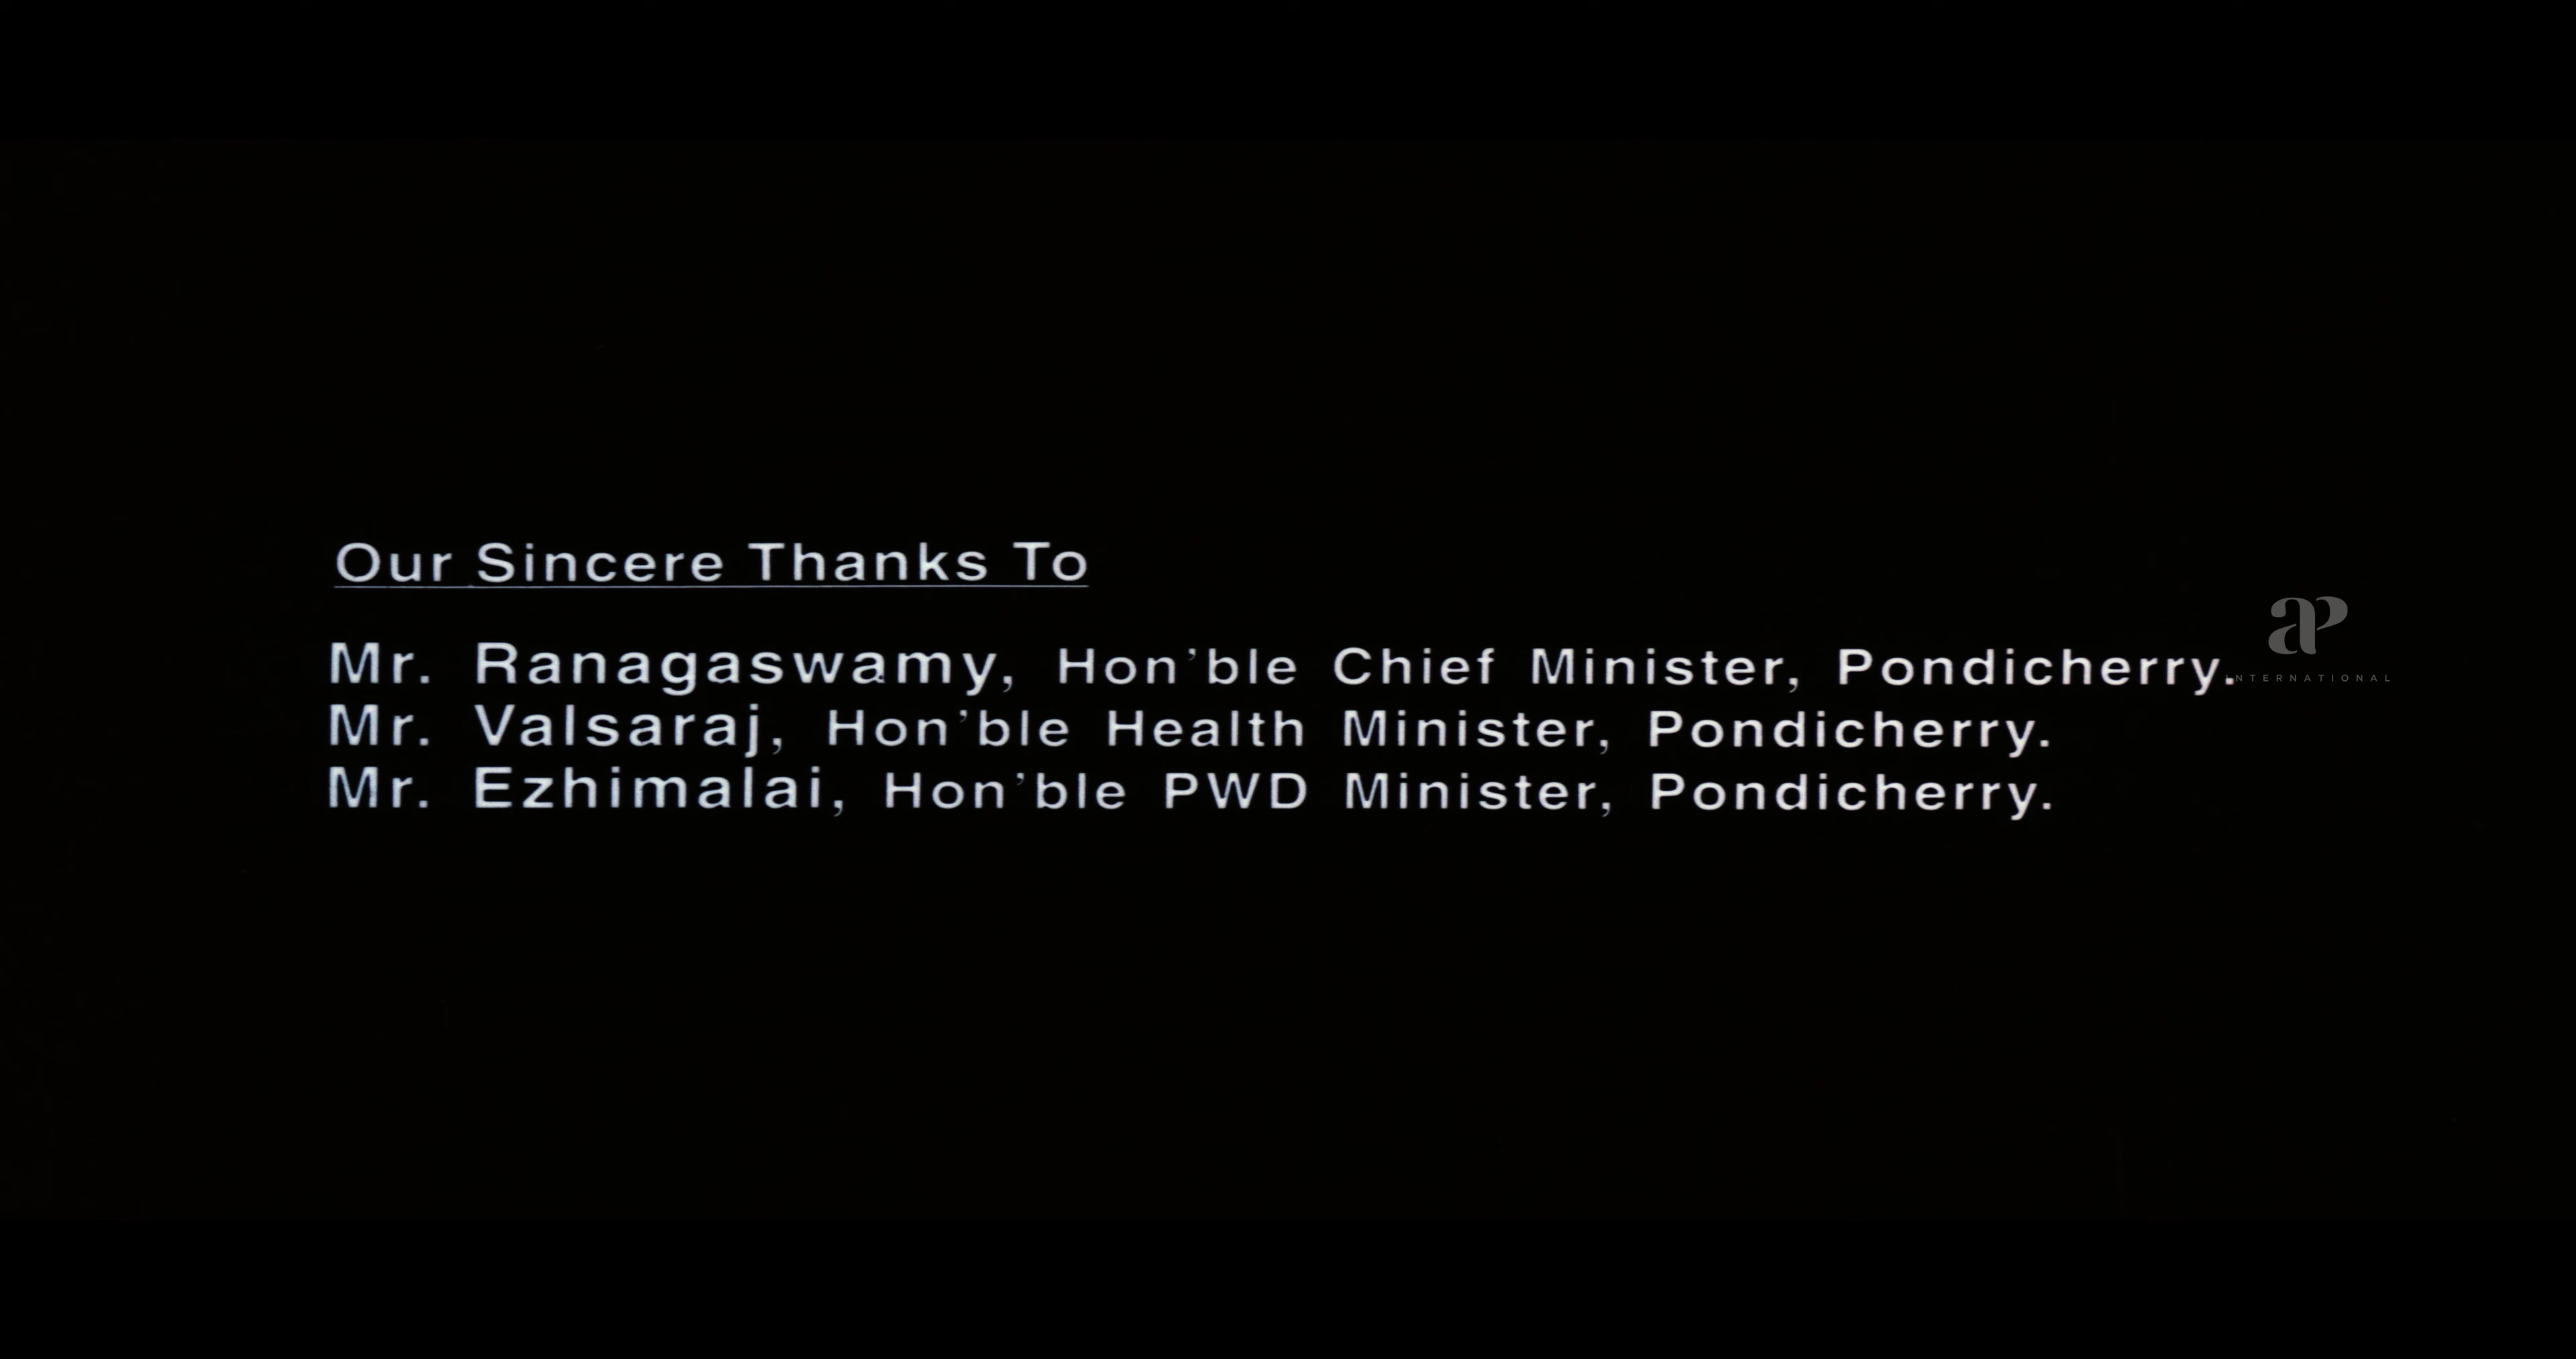 Our Sincere Thanks To
Mr. Ranagaswamy, Hon'ble Chief Minister, Pondicherry.
Mr. Valsaraj, Hon'ble Health Minister, Pondicherry.
Mr. Ezhimalai, Hon'ble PWD Minister, Pondicherry.
ap
INTERNATIONAL